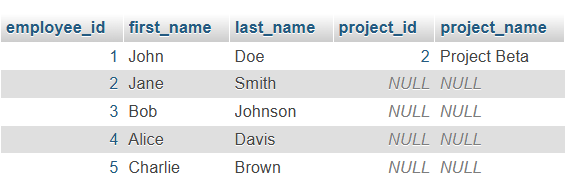 employee_id first_name last_name project_id project_name
1 John Doe 2 Project Beta
2 Jane Smith NULL NULL
3 Bob Johnson NULL NULL
4 Alice Davis NULL NULL
5 Charlie Brown NULL NULL